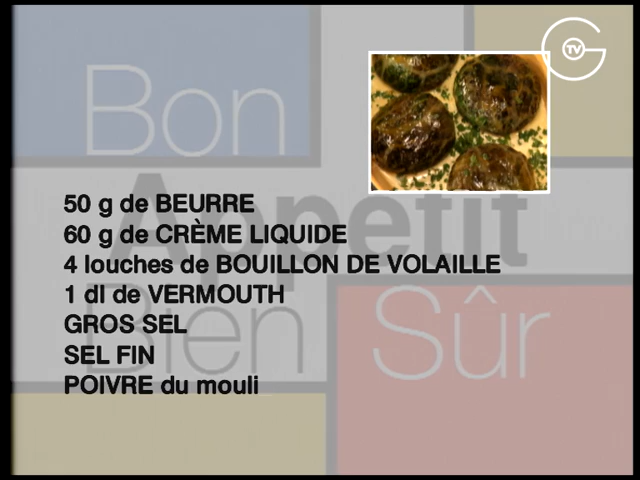 TV
Bon
Appétit
Bien Sûr
50 g de BEURRE
60 g de CRÈME LIQUIDE
4 louches de BOUILLON DE VOLAILLE
1 dl de VERMOUTH
GROS SEL
SEL FIN
POIVRE du mouli